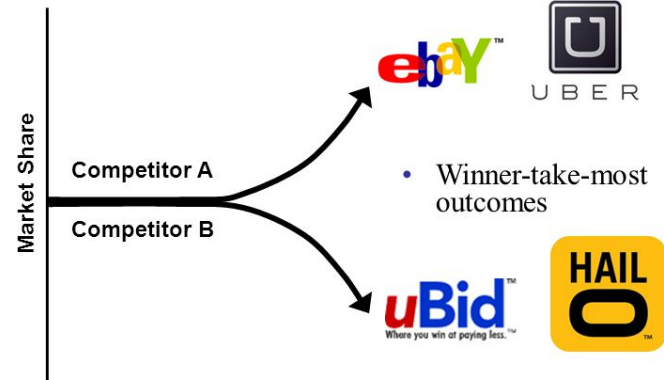 Market Share
Competitor A
Competitor B
ebaY™
U
UBER
• Winner-take-most
outcomes
uBid™
Where you win at paying less.™
HAIL
O™